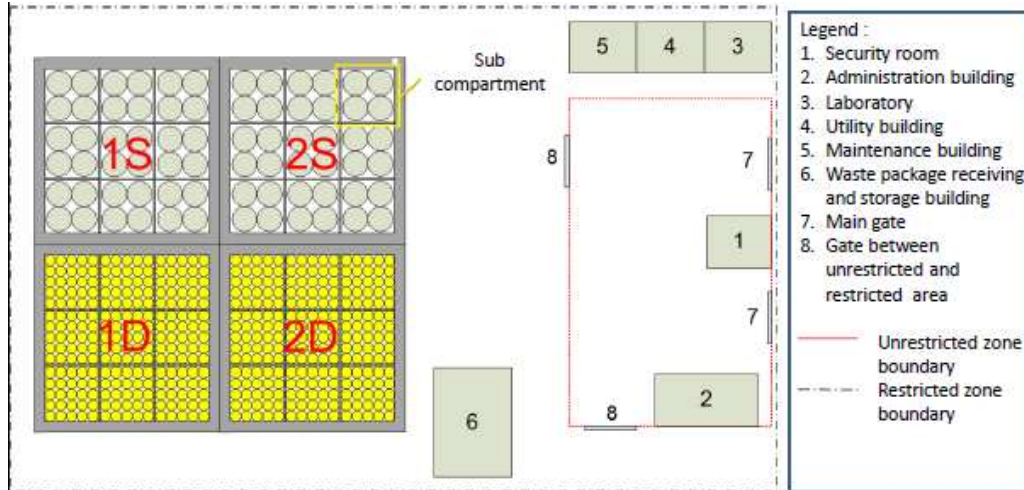 5
4
3
Sub
compartment
1S
2S
8
7
1
1D
2D
7
6
2
8
Legend :
1. Security room
2. Administration building
3. Laboratory
4. Utility building
5. Maintenance building
6. Waste package receiving
and storage building
7. Main gate
8. Gate between
unrestricted and
restricted area
Unrestricted zone
boundary
Restricted zone
boundary